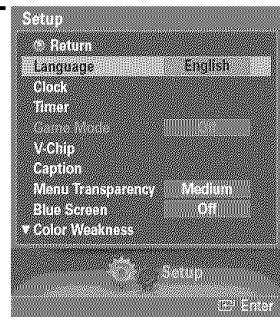 Setup
Return
Language English
Clock
Timer
Game Mode Off
V-Chip
Caption
Menu Transparency Medium
Blue Screen Off
▼ Color Weakness
Setup
Enter